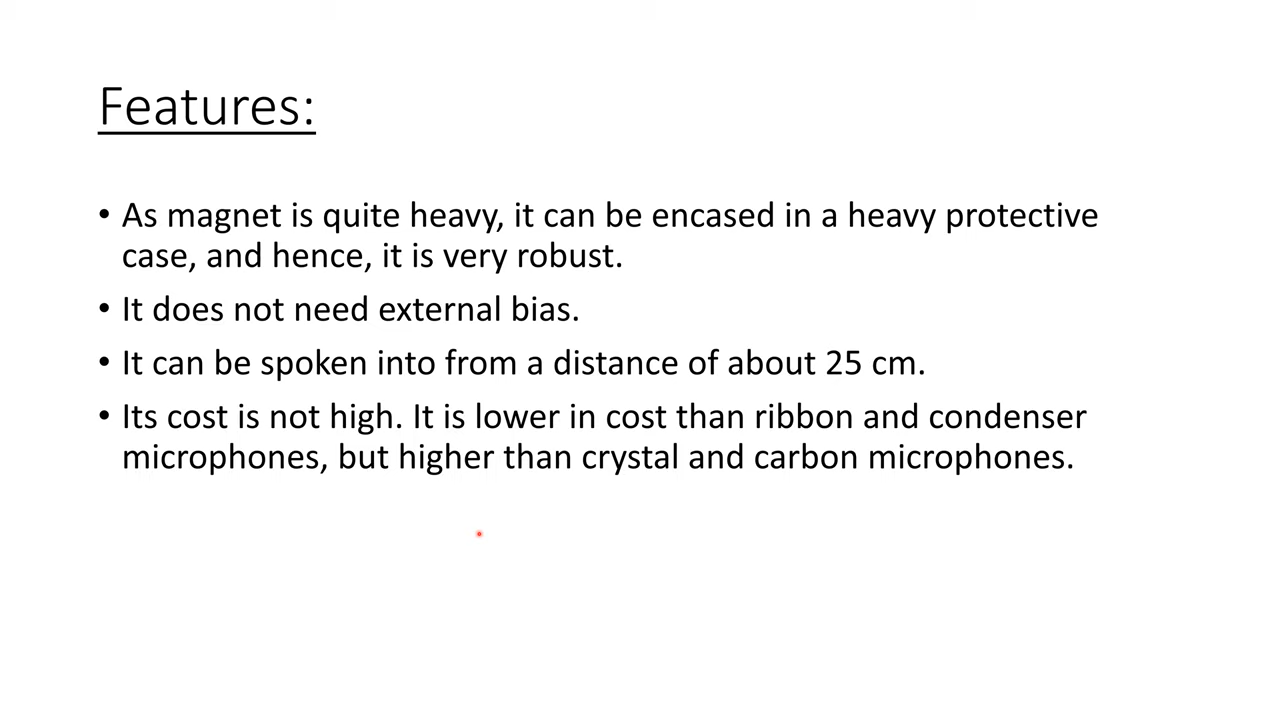 Features:
• As magnet is quite heavy, it can be encased in a heavy protective
case, and hence, it is very robust.
• It does not need external bias.
• It can be spoken into from a distance of about 25 cm.
• Its cost is not high. It is lower in cost than ribbon and condenser
microphones, but higher than crystal and carbon microphones.